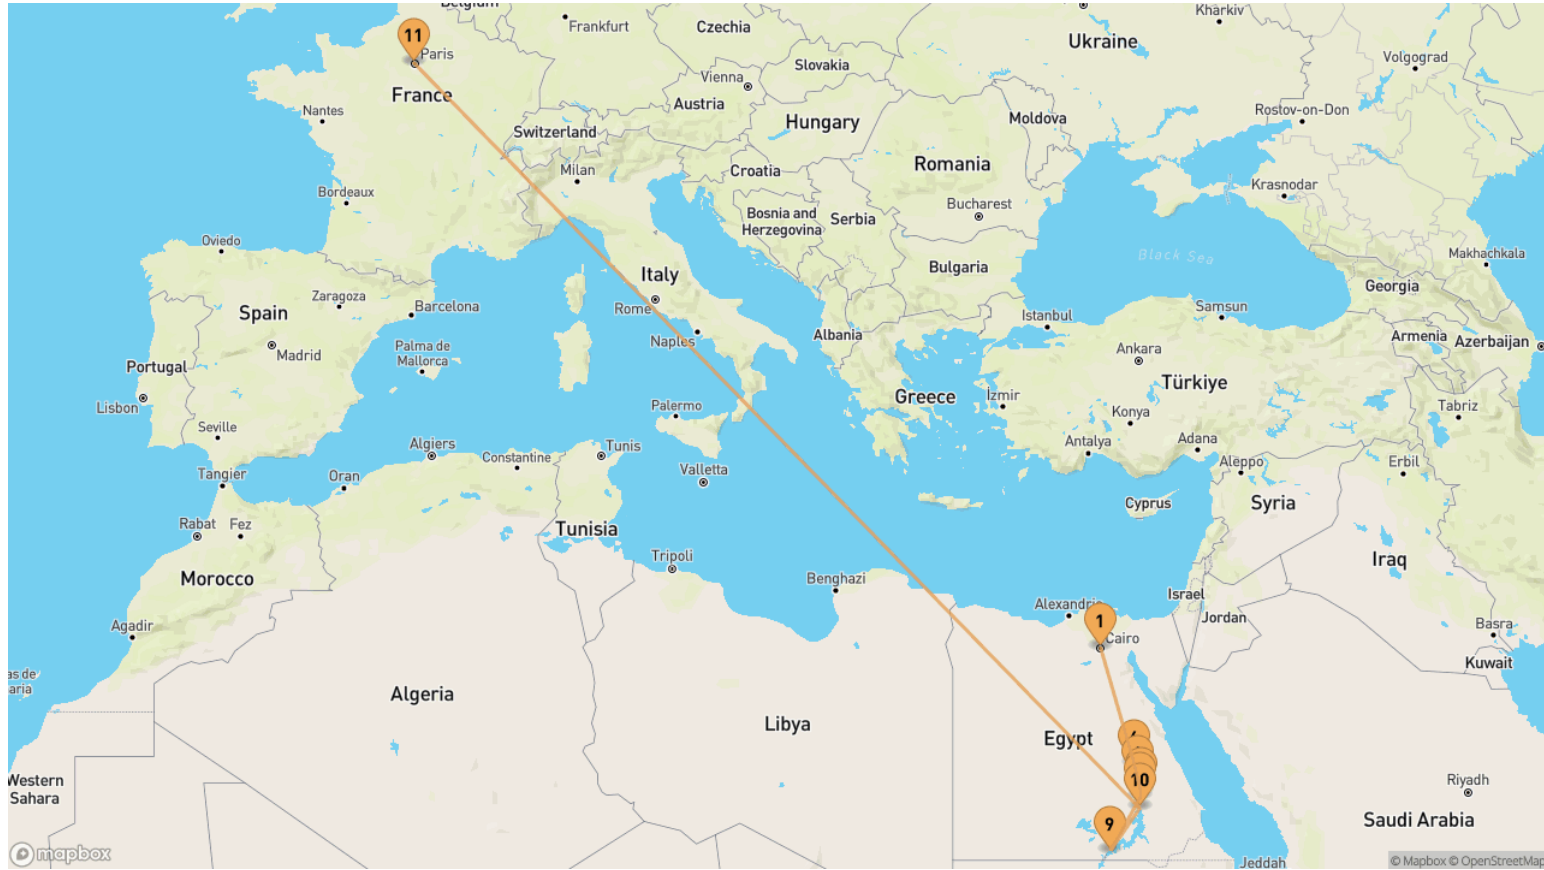 Belgium
Kharkiv
11
Frankfurt
Czechia
Ukraine
Paris
Volgograd
Slovakia
Vienna
France
Austria
Nantes
Hungary
Moldova
Rostov-on-Don
Switzerland
Milan
Croatia
Romania
Krasnodar
Bordeaux
Bucharest
Bosnia and
Herzegovina
Serbia
Oviedo
Black Sea
Makhachkala
Bulgaria
Italy
Georgia
Zaragoza
Barcelona
Rome
Spain
Istanbul
Samsun
Naples
Albania
Armenia
Azerbaijan
Palma de
Mallorca
Madrid
Ankara
Portugal
Türkiye
Lisbon
Palermo
Greece
İzmir
Tabriz
Konya
Seville
Algiers
Constantine
Tunis
Antalya
Adana
Tangier
Oran
Valletta
Aleppo
Erbil
Cyprus
Syria
Rabat
Fez
Tunisia
Tripoli
Iraq
Morocco
Benghazi
Israel
Alexandria
Jordan
Agadir
1
Cairo
Basra
as de
aria
Kuwait
Algeria
Libya
Egypt
Western
Sahara
10
Riyadh
9
Saudi Arabia
mapbox
Jeddah
© Mapbox © OpenStreetMap